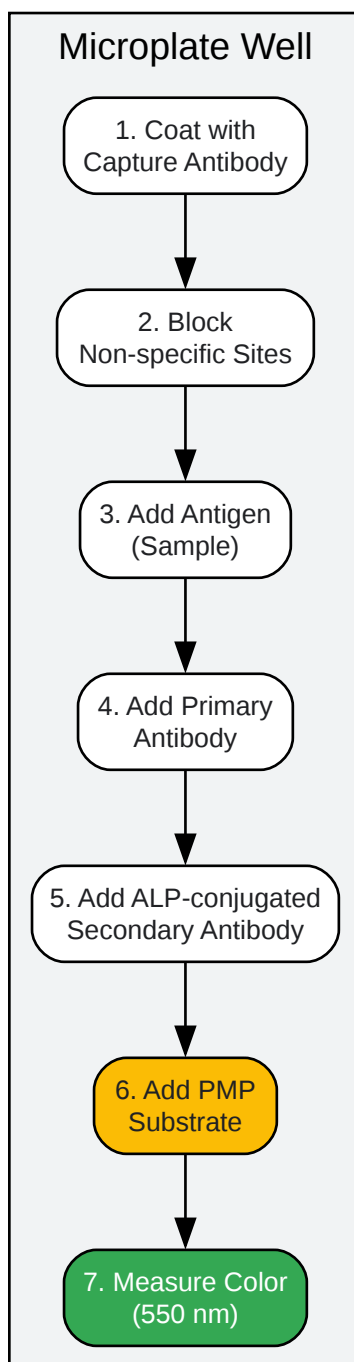 Microplate Well
1. Coat with
Capture Antibody
2. Block
Non-specific Sites
3. Add Antigen
(Sample)
4. Add Primary
Antibody
5. Add ALP-conjugated
Secondary Antibody
6. Add PMP
Substrate
7. Measure Color
(550 nm)